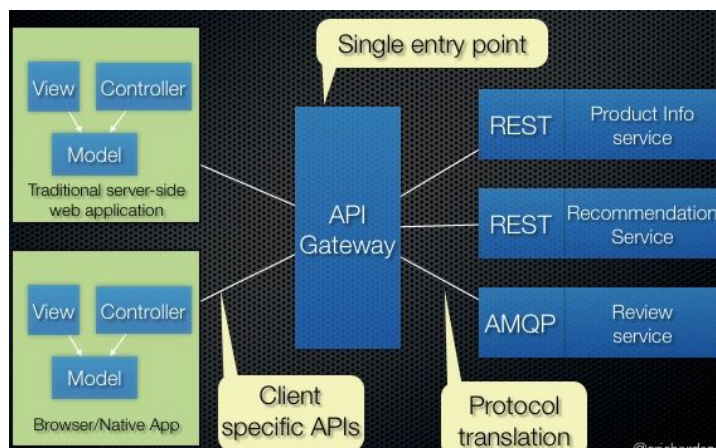 Single entry point
View
Controller
Model
Traditional server-side
web application
API
Gateway
REST
Product Info
service
REST
Recommendation
Service
AMQP
Review
service
View
Controller
Model
Browser/Native App
Client
specific APIs
Protocol
translation